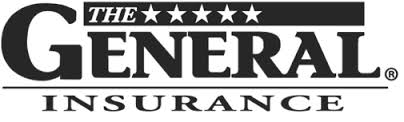 THE ★★★★★
GENERAL®
INSURANCE